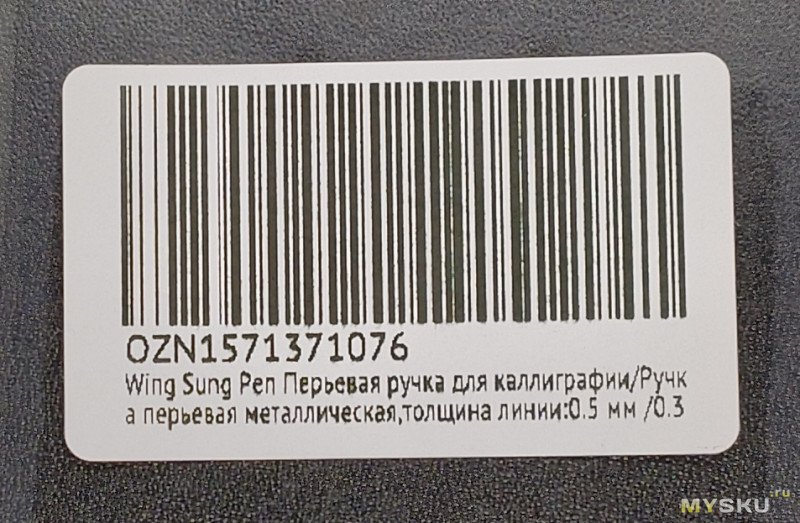 OZN1571371076
Wing Sung Pen Перьевая ручка для каллиграфии/Ручк
а перьевая металлическая,толщина линии:0.5 мм /0.3
MYSKU.ru